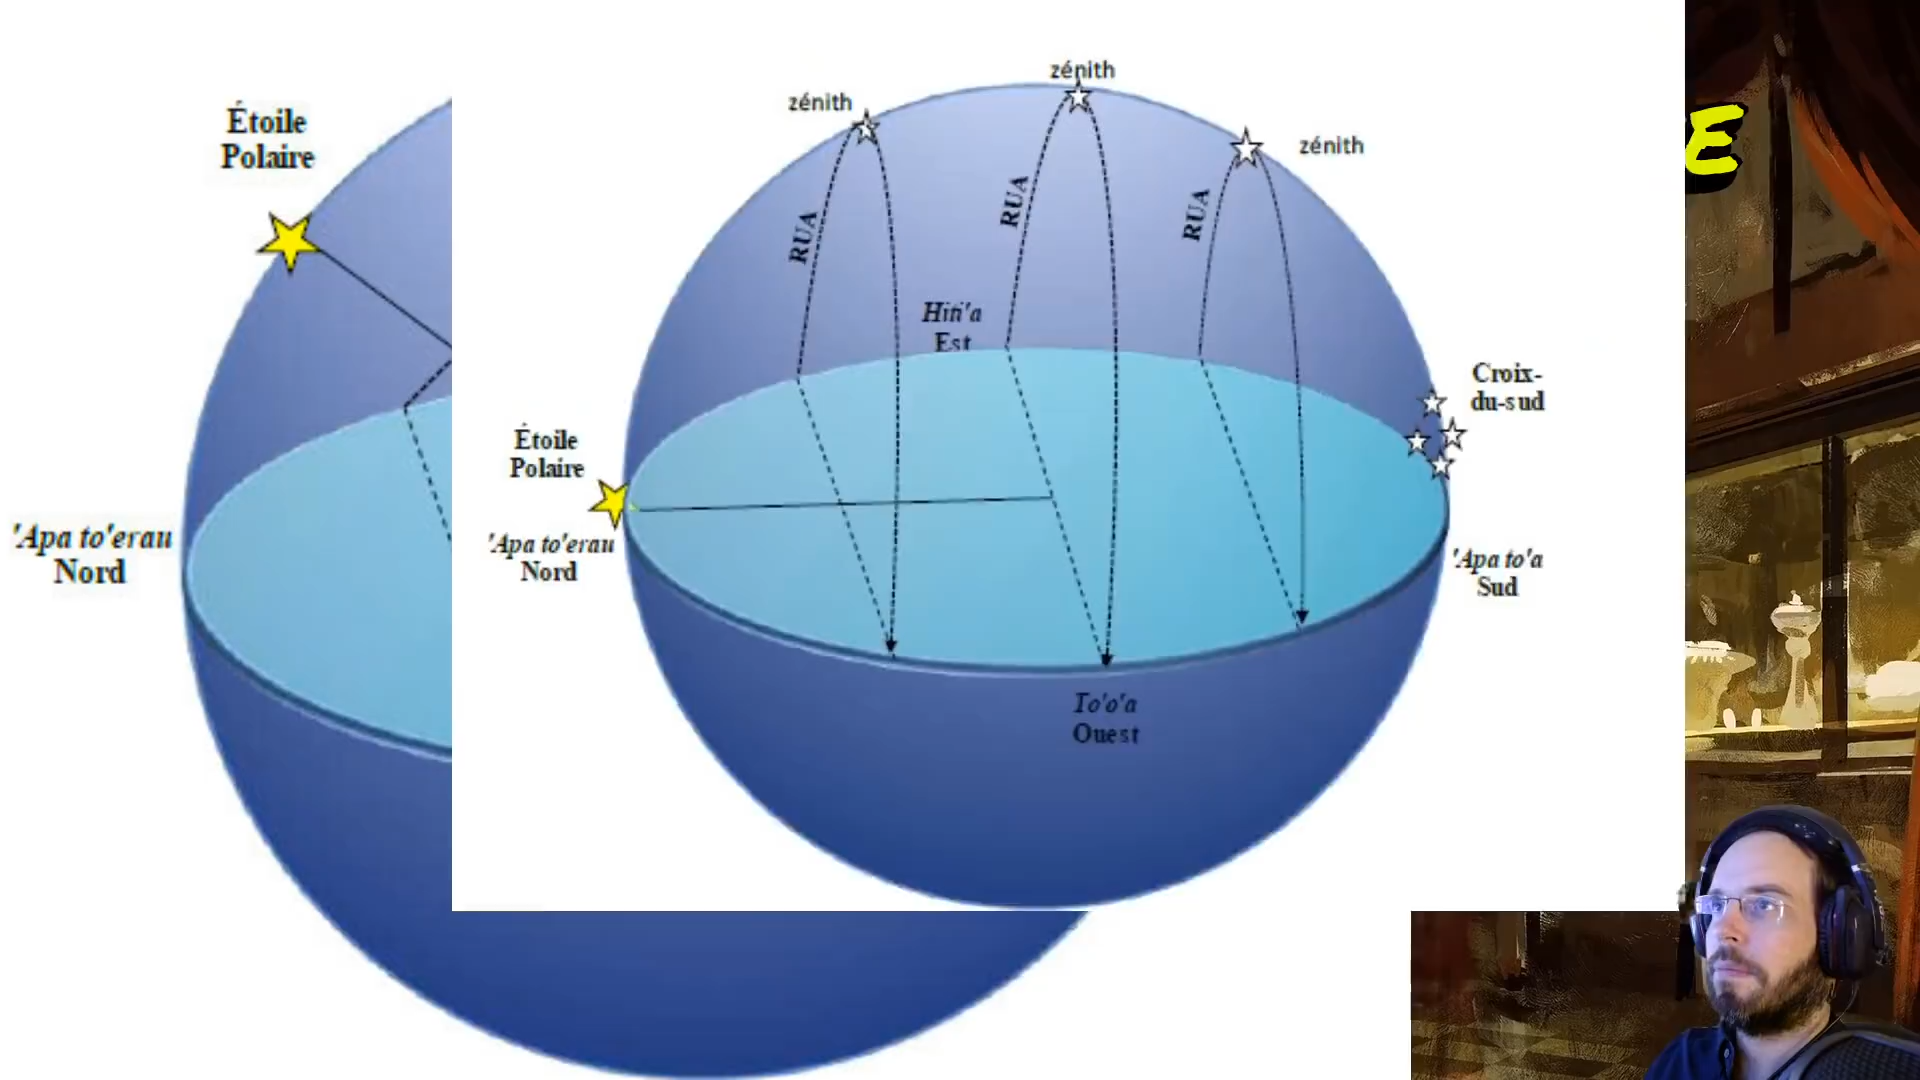 Étoile
Polaire
'Apa to'erau
Nord
zénith
zénith
zénith
RUA
RUA
RUA
Hiti'a
Est
Étoile
Polaire
'Apa to'erau
Nord
Croix-
du-sud
'Apa to'a
Sud
To'o'a
Ouest
E